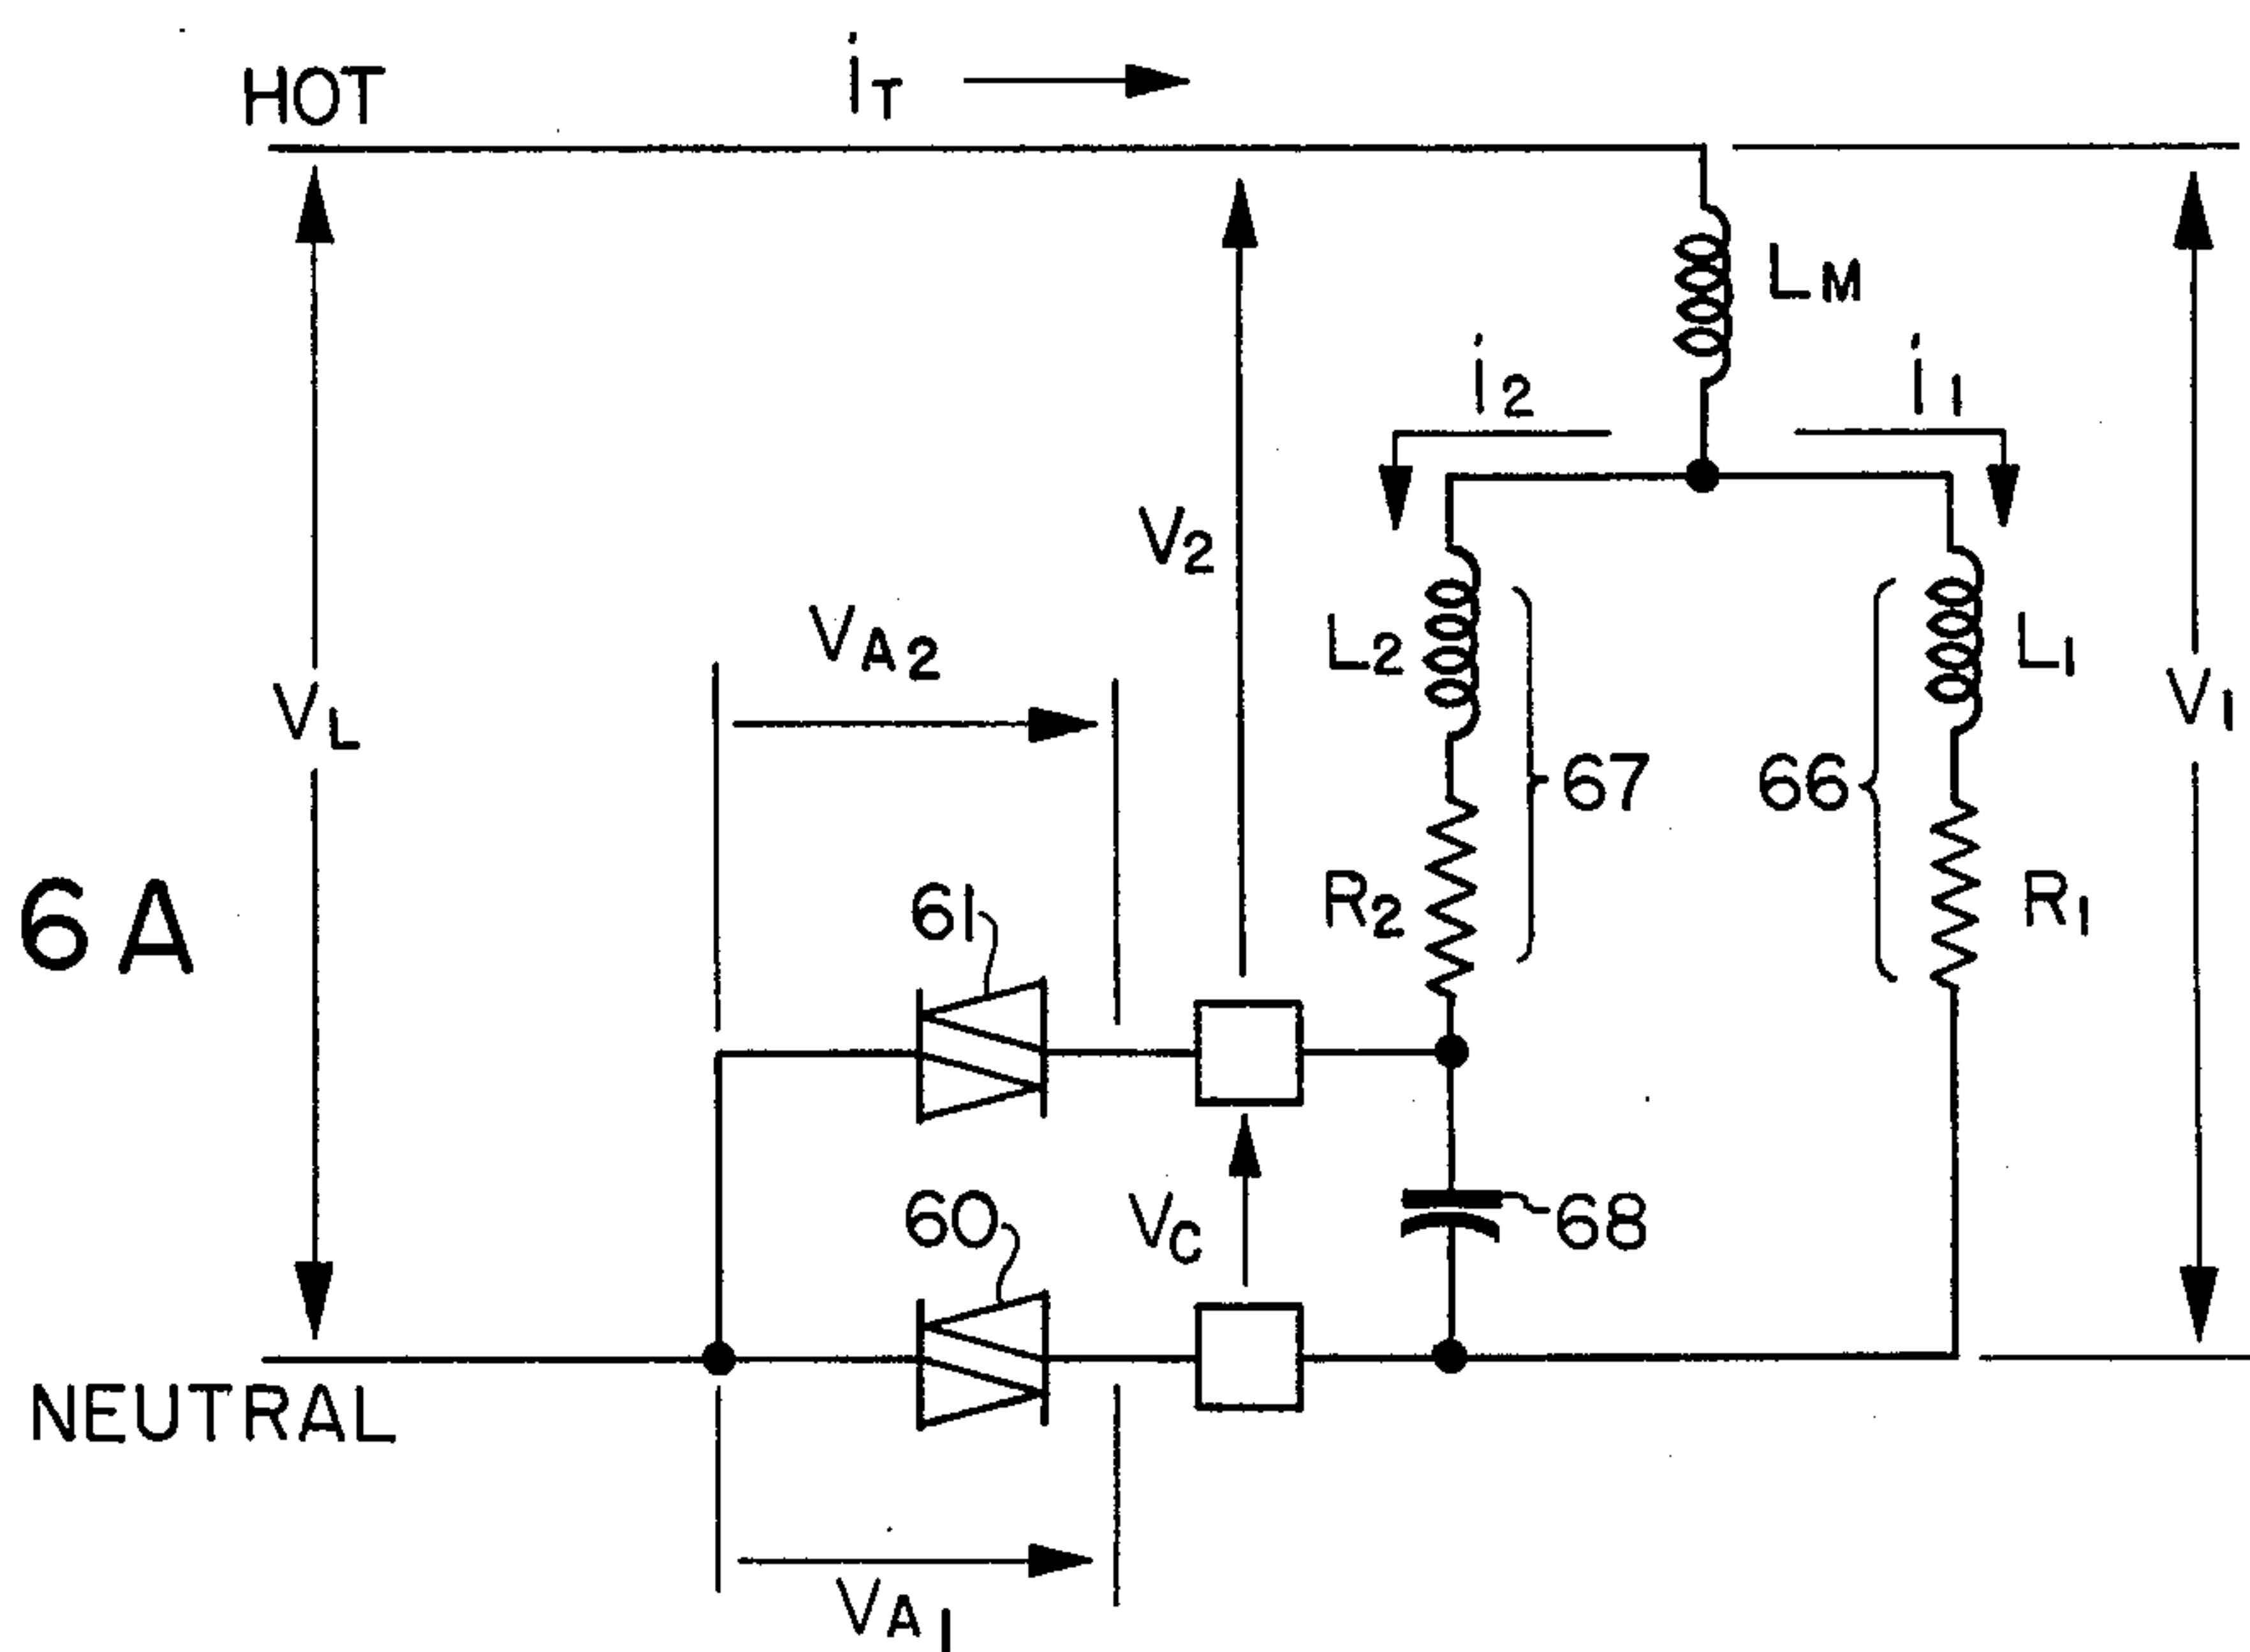 HOT
iT
LM
i2
i1
V2
VA2
L2
L1
VL
V1
67
66
R2
R1
61
6A
60
VC
68
NEUTRAL
VA1